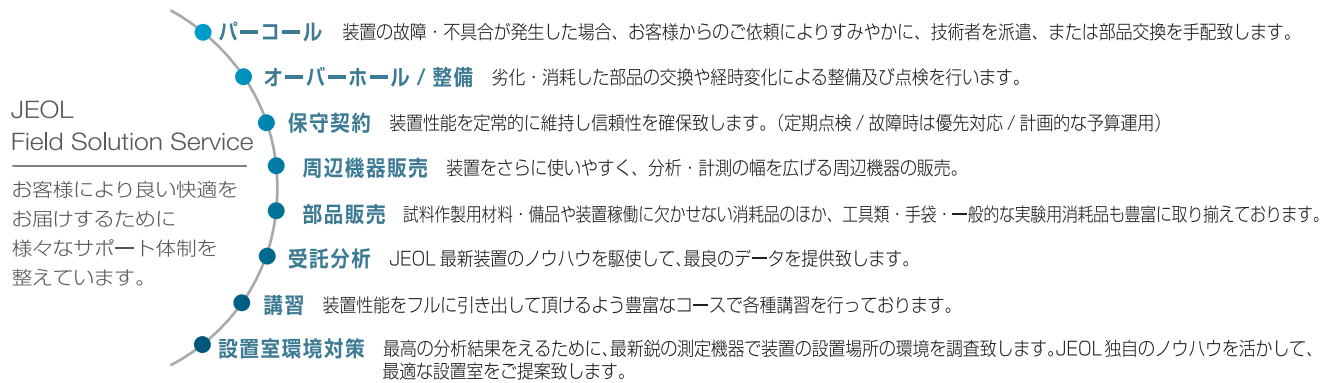 JEOL
Field Solution Service
お客様により良い快適を
お届けするために
様々なサポート体制を
整えています。
パーコール 装置の故障・不具合が発生した場合、お客様からのご依頼によりすみやかに、技術者を派遣、または部品交換を手配致します。
オーバーホール / 整備 劣化・消耗した部品の交換や経時変化による整備及び点検を行います。
保守契約 装置性能を定常的に維持し信頼性を確保致します。（定期点検 / 故障時は優先対応 / 計画的な予算運用）
周辺機器販売 装置をさらに使いやすく、分析・計測の幅を広げる周辺機器の販売。
部品販売 試料作製用材料・備品や装置稼働に欠かせない消耗品のほか、工具類・手袋・一般的な実験用消耗品も豊富に取り揃えております。
受託分析 JEOL 最新装置のノウハウを駆使して、最良のデータを提供致します。
講習 装置性能をフルに引き出して頂けるよう豊富なコースで各種講習を行っております。
設置室環境対策 最高の分析結果をえるために、最新鋭の測定機器で装置の設置場所の環境を調査致します。JEOL独自のノウハウを活かして、
最適な設置室をご提案致します。